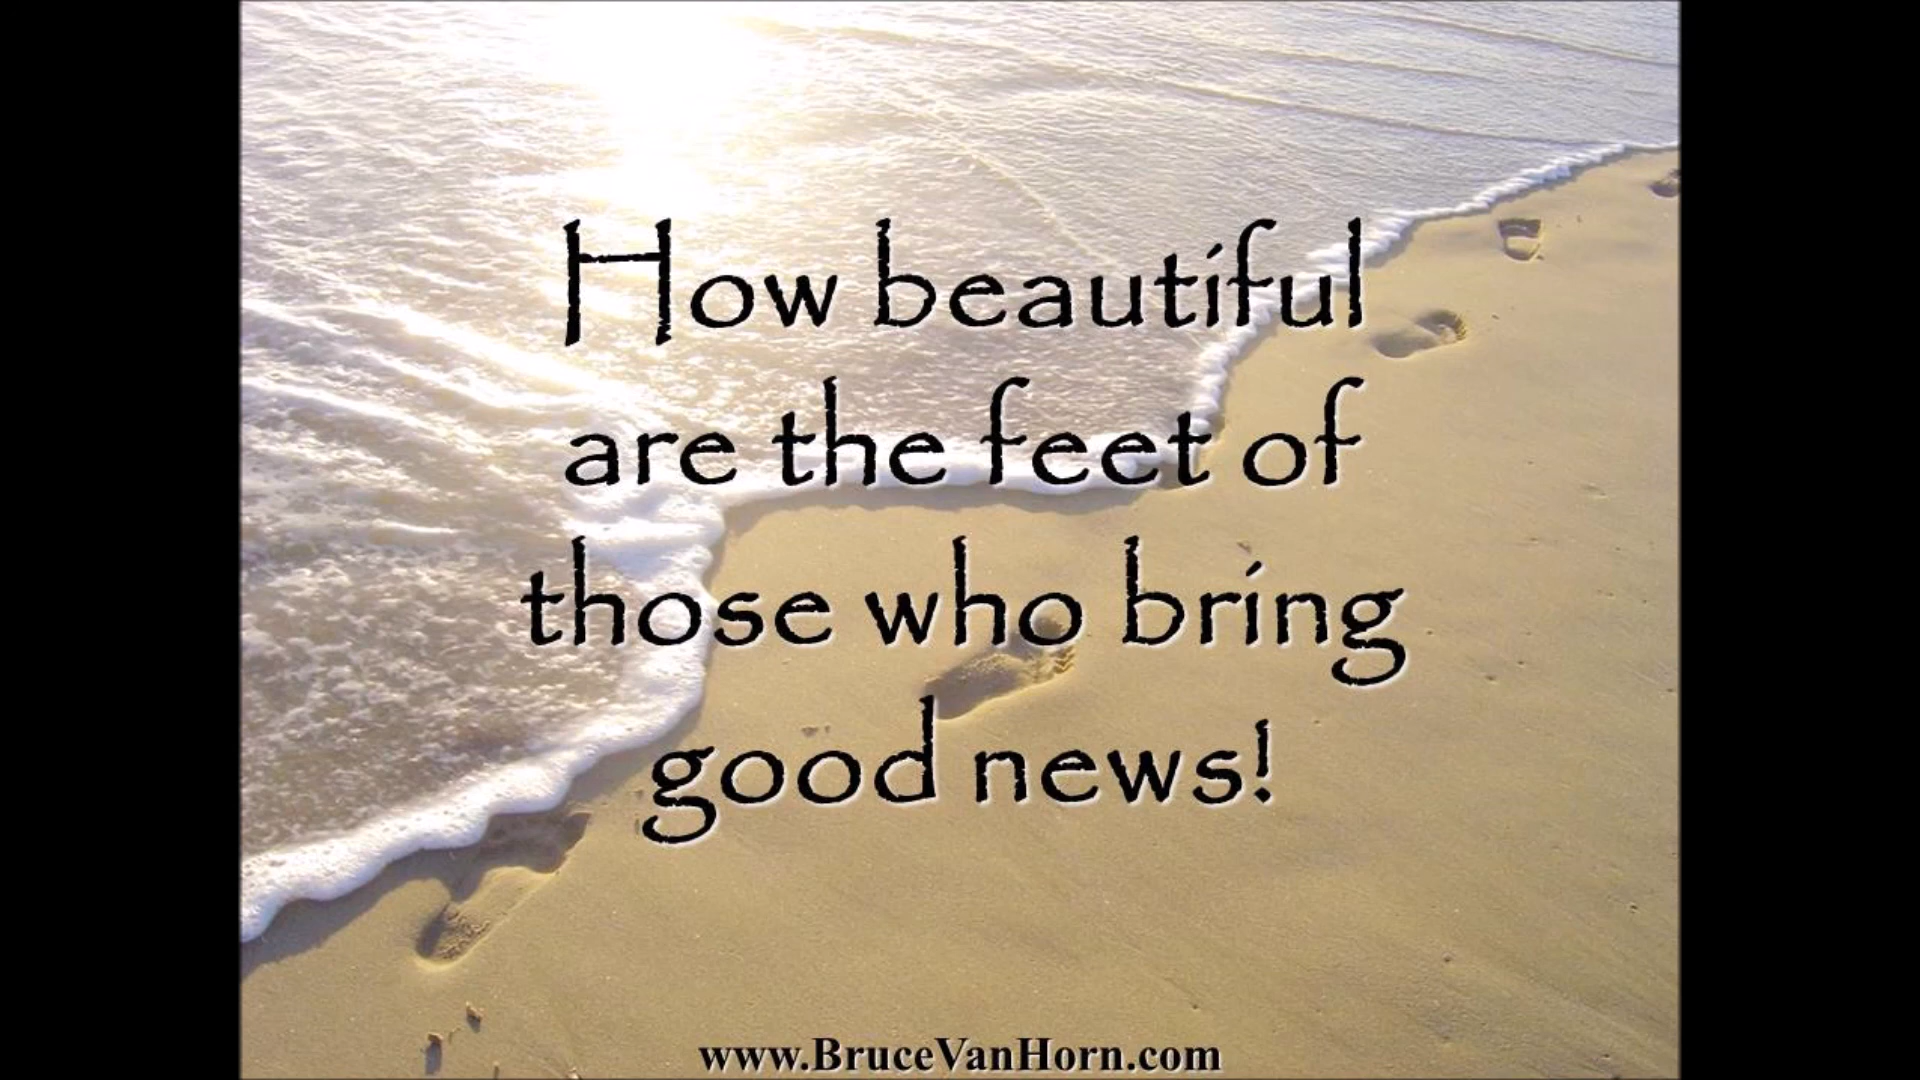 How beautiful
are the feet of
those who bring
good news!
www.BruceVanHorn.com